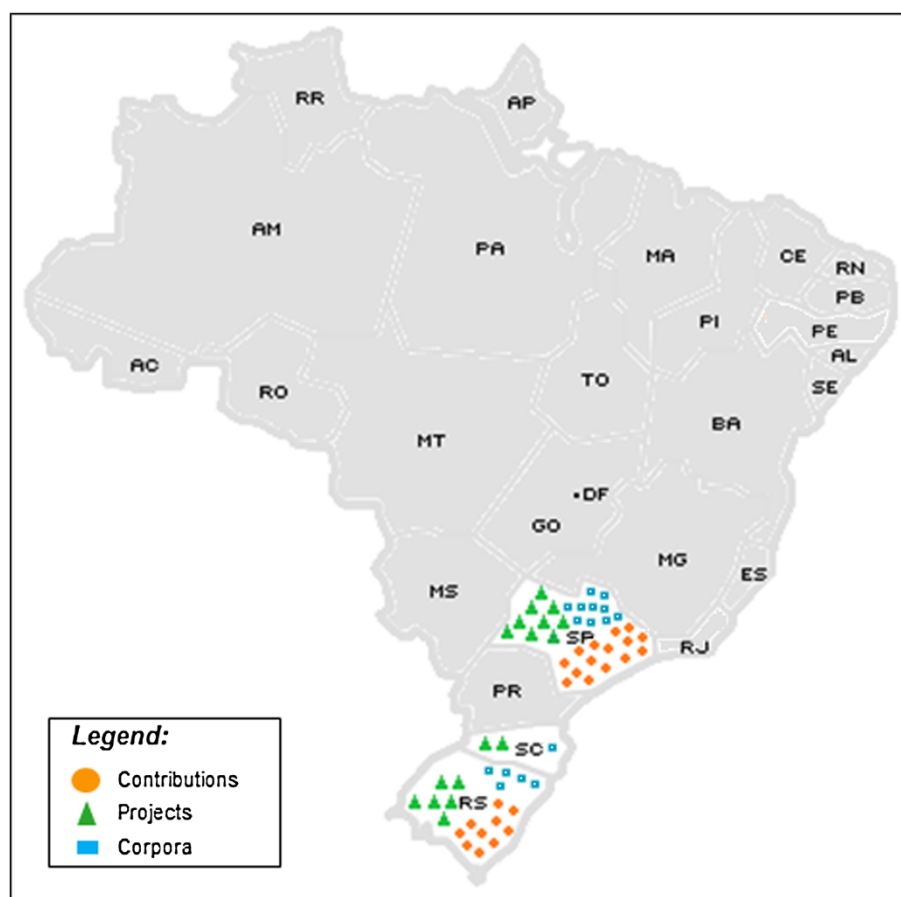 RR
AP
AM
PA
MA
CE
RN
PB
PI
PE
AL
AC
RO
TO
SE
BA
MT
DF
GO
MG
ES
MS
SP
RJ
PR
SC
RS
Legend:
Contributions
Projects
Corpora